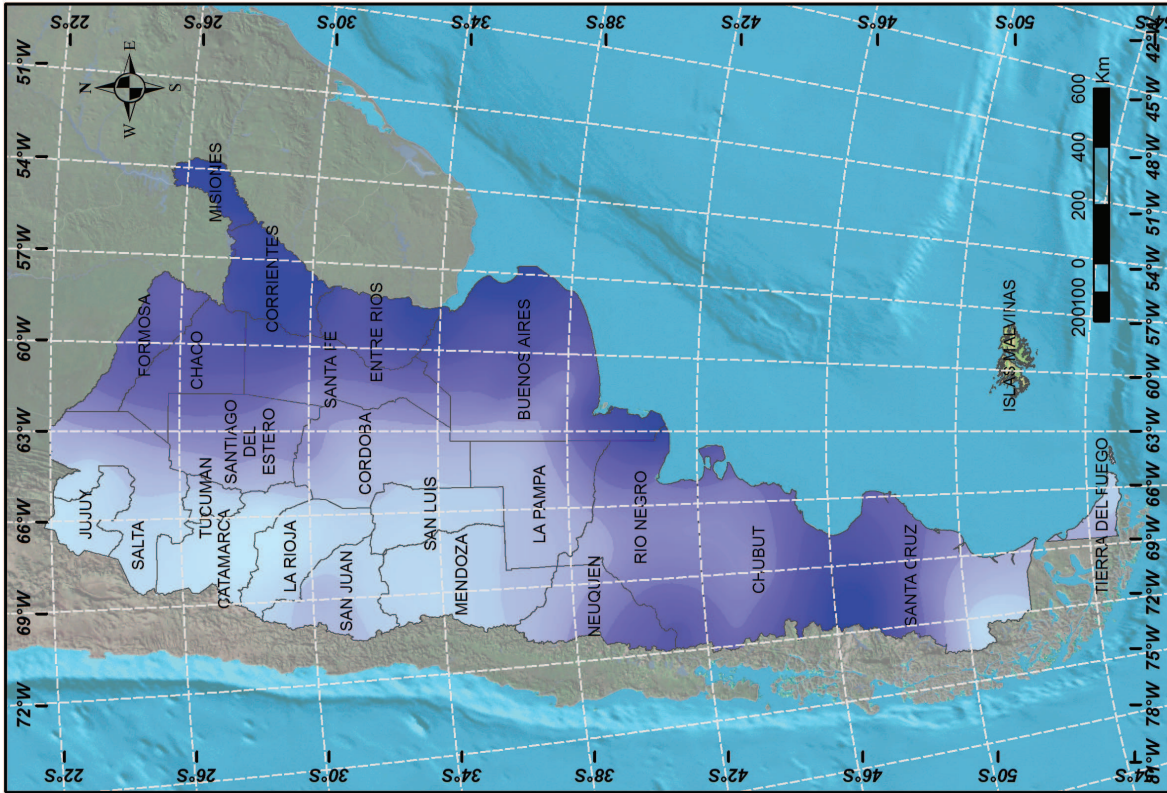 72°W 69°W 66°W 63°W 60°W 57°W 54°W 51°W
22°S
26°S
30°S
34°S
38°S
42°S
46°S
50°S
54°S
22°S
26°S
30°S
34°S
38°S
42°S
46°S
50°S
54°S
N
W
E
S
JUJUY
SALTA
FORMOSA
CHACO
TUCUMAN
CATAMARCA
SANTIAGO
DEL
ESTERO
MISIONES
CORRIENTES
LA RIOJA
SAN JUAN
CORDOBA
SANTA FE
ENTRE RIOS
SAN LUIS
MENDOZA
LA PAMPA
BUENOS AIRES
NEUQUEN
RIO NEGRO
CHUBUT
SANTA CRUZ
ISLAS MALVINAS
TIERRA DEL FUEGO
200100 0 200 400 600
Km
81°W 78°W 75°W 72°W 69°W 66°W 63°W 60°W 57°W 54°W 51°W 48°W 45°W 42°W